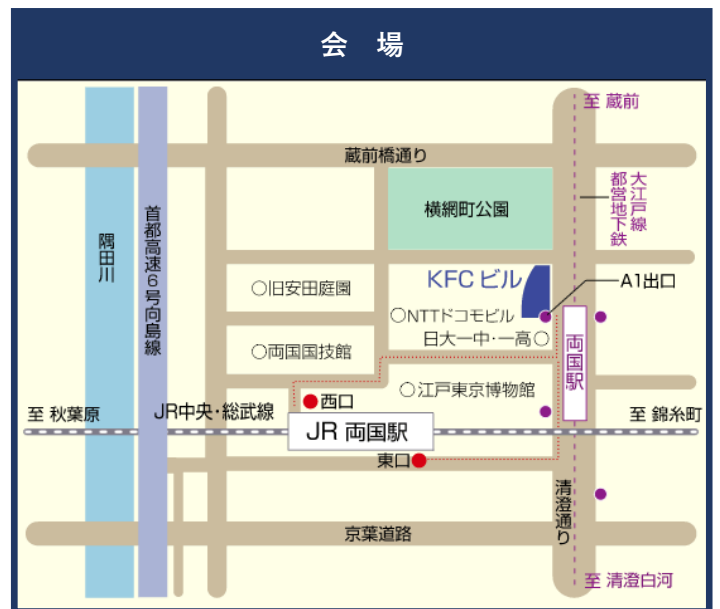 会　場
至 蔵前
蔵前橋通り
大江戸線
都営地下鉄
首都高速6号向島線
隅田川
横網町公園
KFC ビル
A1出口
○旧安田庭園
○NTTドコモビル
日大一中・一高○
両国駅
○両国国技館
○江戸東京博物館
西口
至 秋葉原
JR中央・総武線
JR 両国駅
至 錦糸町
東口
清澄通り
京葉道路
至 清澄白河